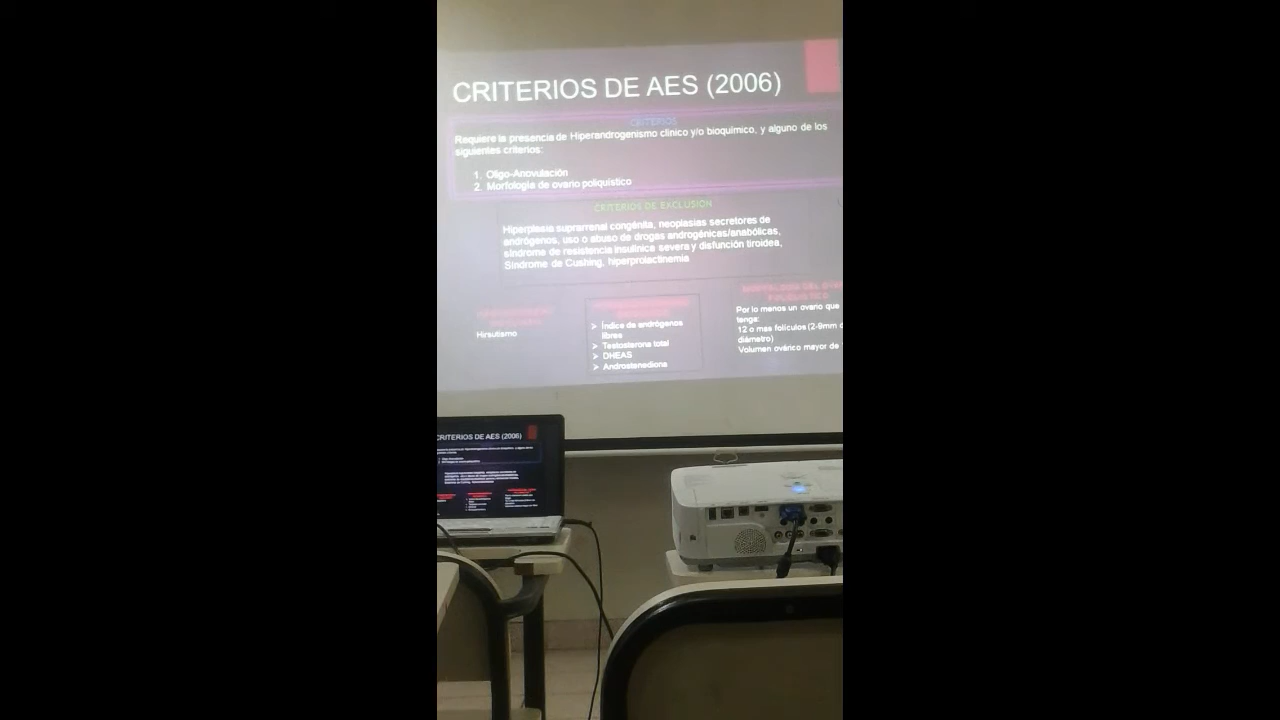 CRITERIOS DE AES (2006)
CRITERIOS
Requiere la presencia de Hiperandrogenismo clínico y/o bioquímico, y alguno de los
siguientes criterios:
1. Oligo-Anovulación
2. Morfología de ovario poliquístico
CRITERIOS DE EXCLUSIÓN
Hiperplasia suprarrenal congénita, neoplasias secretores de
andrógenos, uso o abuso de drogas androgénicas/anabólicas,
síndrome de resistencia insulínica severa y disfunción tiroidea,
Síndrome de Cushing, hiperprolactinemia
Hirsutismo
Índice de andrógenos
libres
Testosterona total
DHEAS
Androstenediona
Por lo menos un ovario que
tenga:
12 o mas folículos (2-9mm d
diámetro)
Volumen ovárico mayor de
CRITERIOS DE AES (2006)